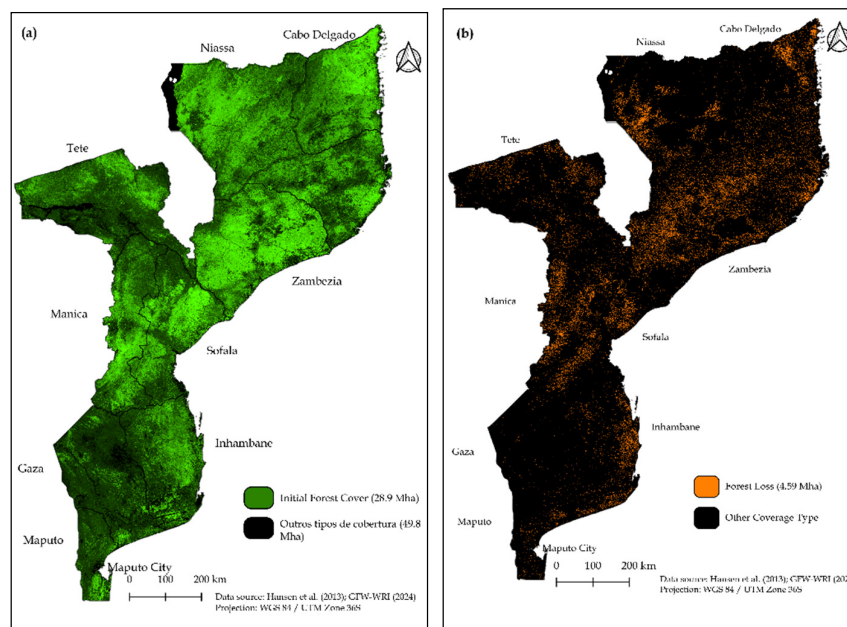 (a)
Cabo Delgado
Niassa
Tete
Zambezia
Manica
Sofala
Inhambane
Gaza
Initial Forest Cover (28.9 Mha)
Outros tipos de cobertura (49.8
Mha)
Maputo
Maputo City
0 100 200 km
Data source: Hansen et al. (2013); GFW-WRI (2024)
Projection: WGS 84 / UTM Zone 36S
(b)
Cabo Delgado
Niassa
Tete
Zambezia
Manica
Sofala
Inhambane
Gaza
Forest Loss (4.59 Mha)
Other Coverage Type
Maputo
Maputo City
0 100 200 km
Data source: Hansen et al. (2013); GFW-WRI (202
Projection: WGS 84 / UTM Zone 36S